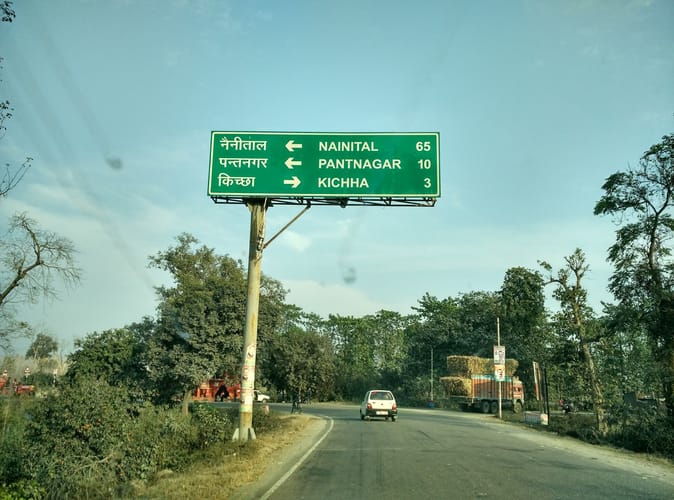 नैनीताल ← NAINITAL 65
पन्तनगर ← PANTNAGAR 10
किच्छा → KICHHA 3